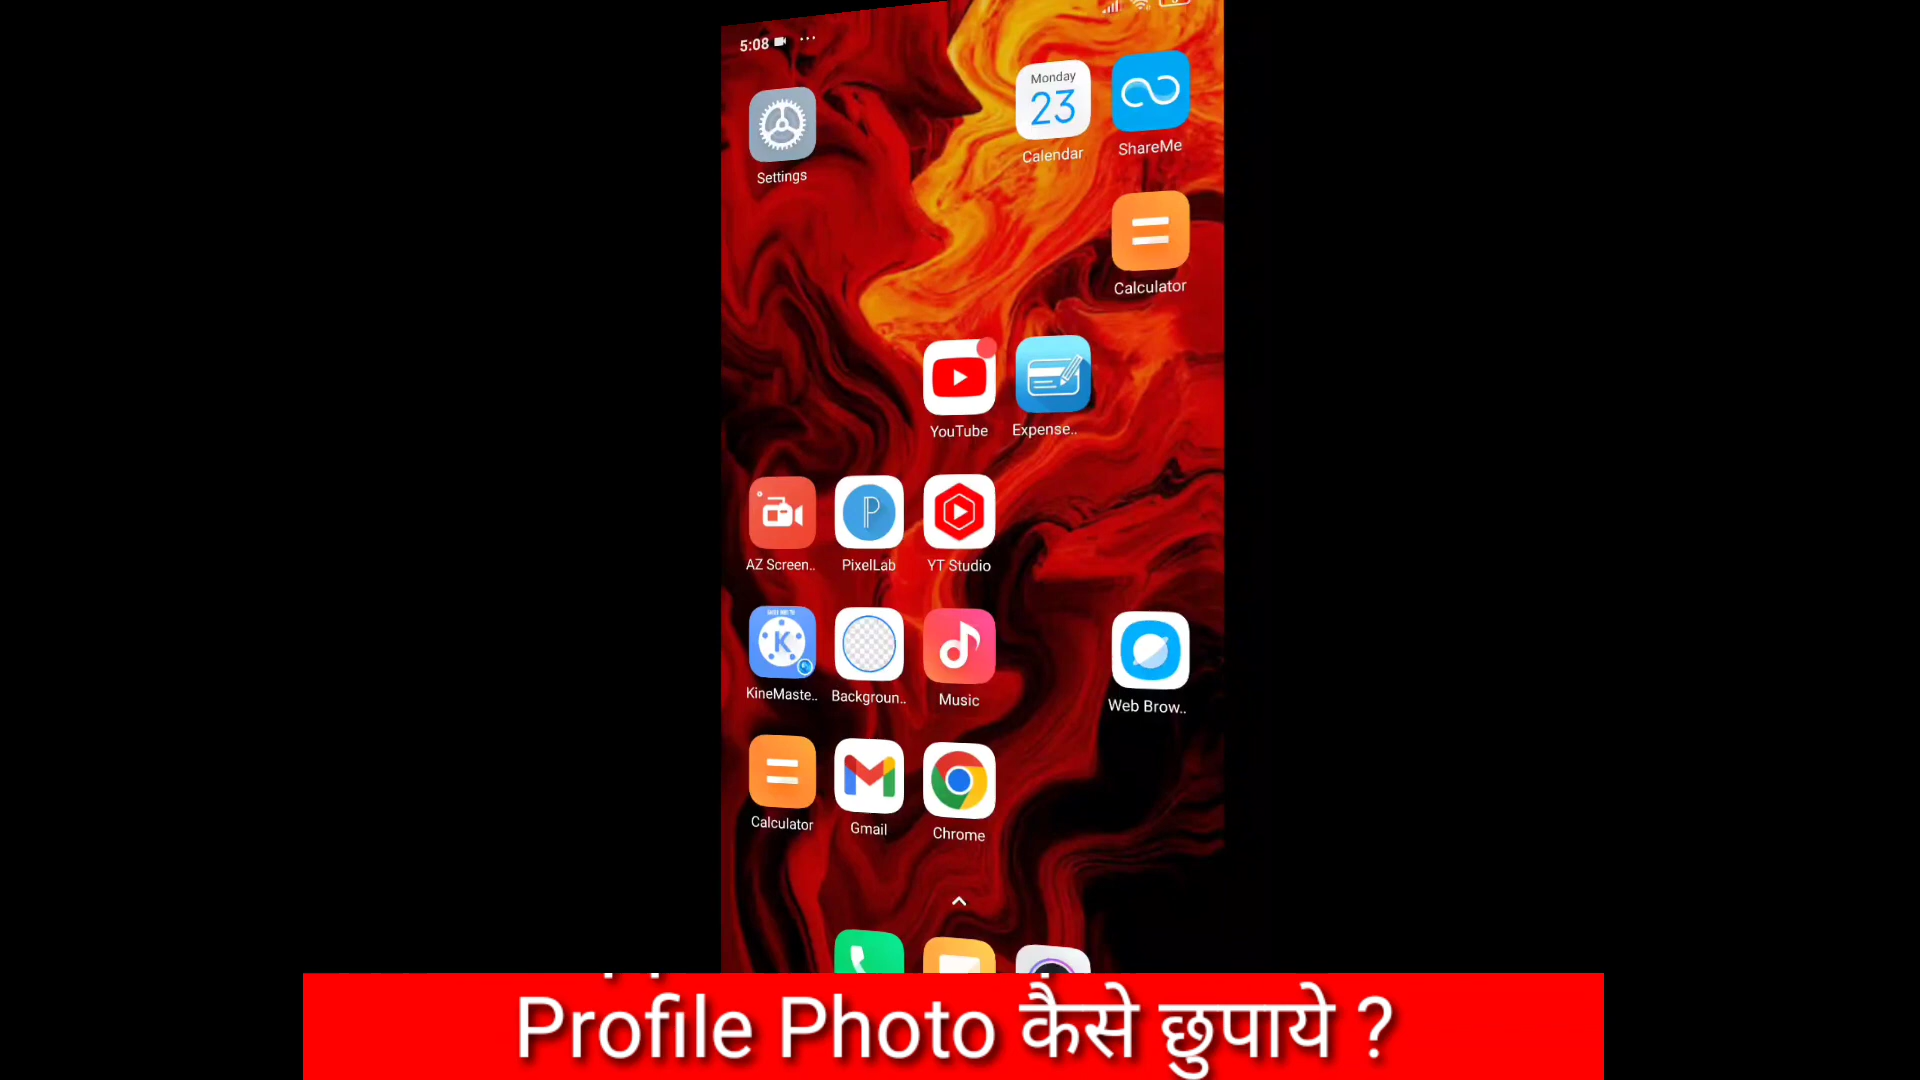 5:08
Monday
23
Settings
Calendar
ShareMe
Calculator
YouTube
Expense..
AZ Screen..
PixelLab
YT Studio
KineMaste..
Backgroun..
Music
Web Brow..
Calculator
Gmail
Chrome
Profile Photo कैसे छुपाये ?